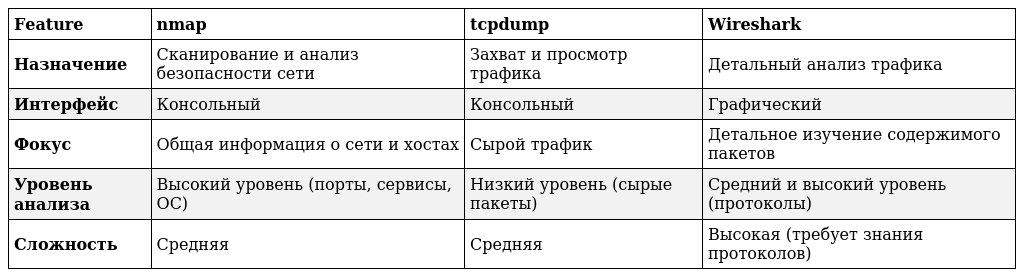 Feature nmap tcpdump Wireshark
Назначение Сканирование и анализ безопасности сети Захват и просмотр трафика Детальный анализ трафика
Интерфейс Консольный Консольный Графический
Фокус Общая информация о сети и хостах Сырой трафик Детальное изучение содержимого пакетов
Уровень анализа Высокий уровень (порты, сервисы, ОС) Низкий уровень (сырые пакеты) Средний и высокий уровень (протоколы)
Сложность Средняя Средняя Высокая (требует знания протоколов)